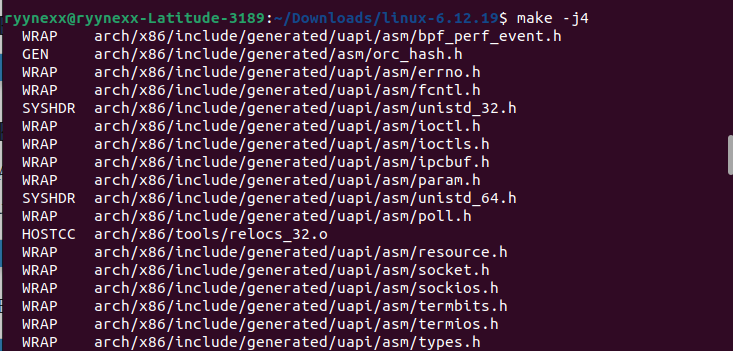 ryynexx@ryynexx-Latitude-3189:~/Downloads/linux-6.12.19$ make -j4
WRAP    arch/x86/include/generated/uapi/asm/bpf_perf_event.h
GEN     arch/x86/include/generated/asm/orc_hash.h
WRAP    arch/x86/include/generated/uapi/asm/errno.h
WRAP    arch/x86/include/generated/uapi/asm/fcntl.h
SYSHDR  arch/x86/include/generated/uapi/asm/unistd_32.h
WRAP    arch/x86/include/generated/uapi/asm/ioctl.h
WRAP    arch/x86/include/generated/uapi/asm/ioctls.h
WRAP    arch/x86/include/generated/uapi/asm/ipcbuf.h
WRAP    arch/x86/include/generated/uapi/asm/param.h
SYSHDR  arch/x86/include/generated/uapi/asm/unistd_64.h
WRAP    arch/x86/include/generated/uapi/asm/poll.h
HOSTCC  arch/x86/tools/relocs_32.o
WRAP    arch/x86/include/generated/uapi/asm/resource.h
WRAP    arch/x86/include/generated/uapi/asm/socket.h
WRAP    arch/x86/include/generated/uapi/asm/sockios.h
WRAP    arch/x86/include/generated/uapi/asm/termbits.h
WRAP    arch/x86/include/generated/uapi/asm/termios.h
WRAP    arch/x86/include/generated/uapi/asm/types.h